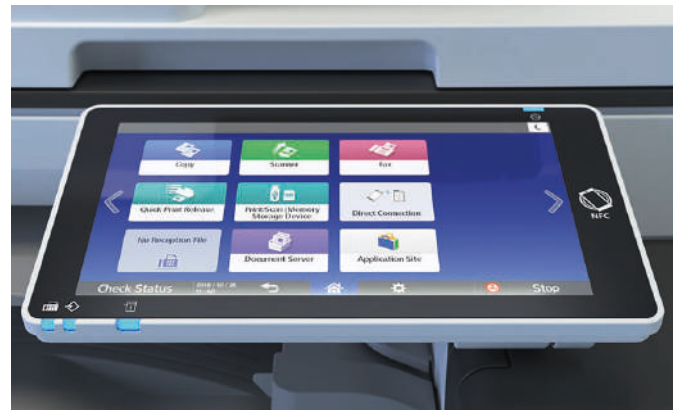 Copy
Scanner
Fax
Quick Print Release
Print/Scan (Memory
Storage Device
Direct Connection
No Reception File
Document Server
Application Site
NFC
Check Status
Stop